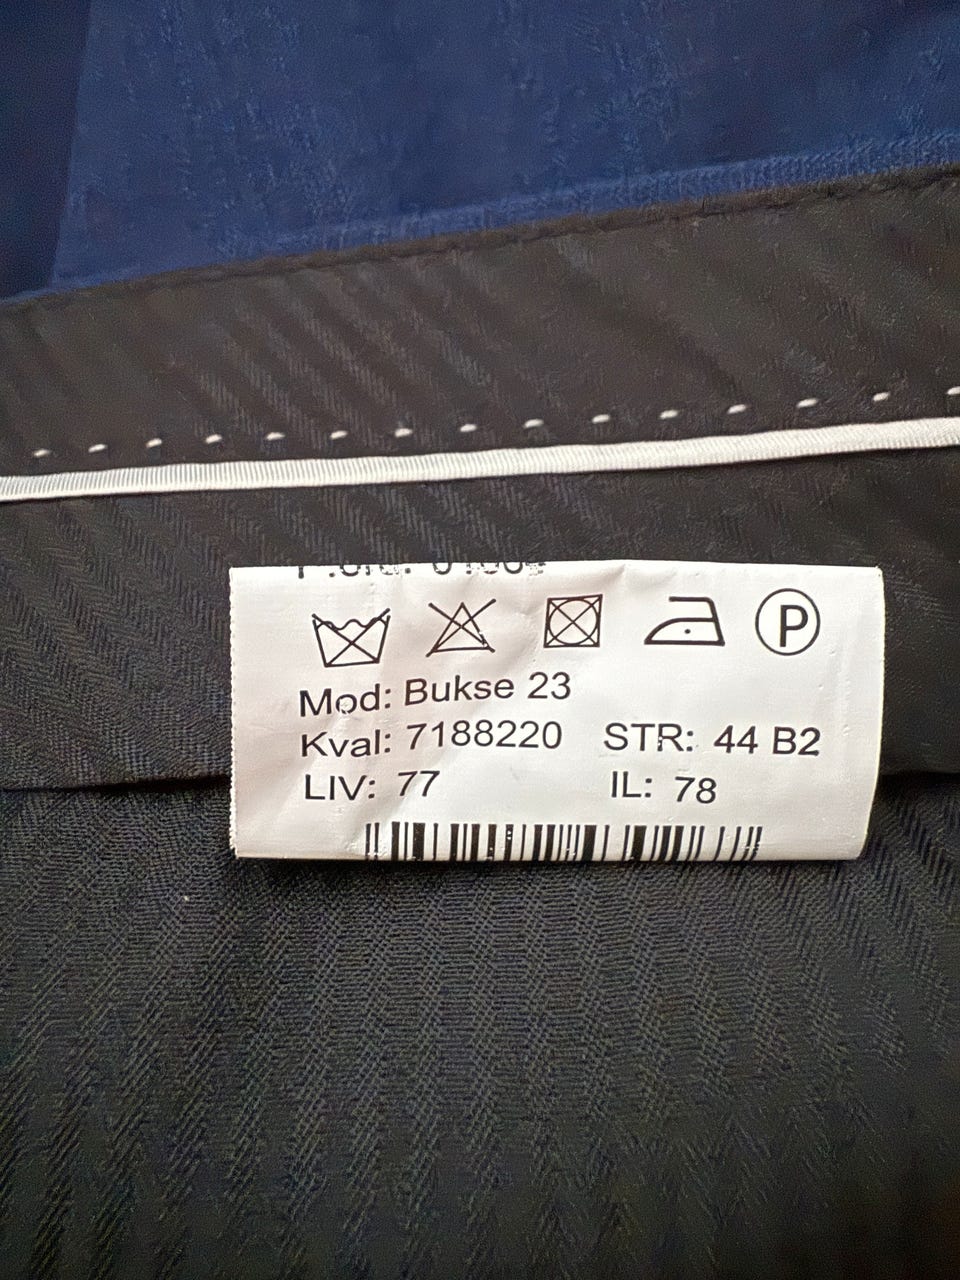 P
Mod: Bukse 23
Kval: 7188220 STR: 44 B2
LIV: 77 IL: 78